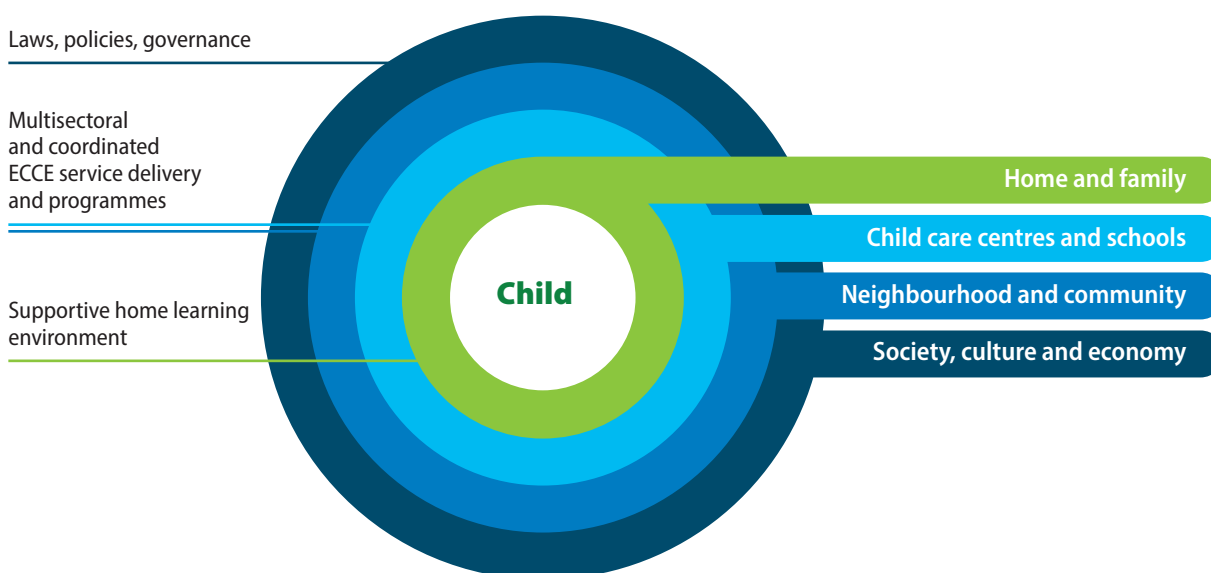 Laws, policies, governance
Multisectoral
and coordinated
ECCE service delivery
and programmes
Supportive home learning
environment
Child
Home and family
Child care centres and schools
Neighbourhood and community
Society, culture and economy